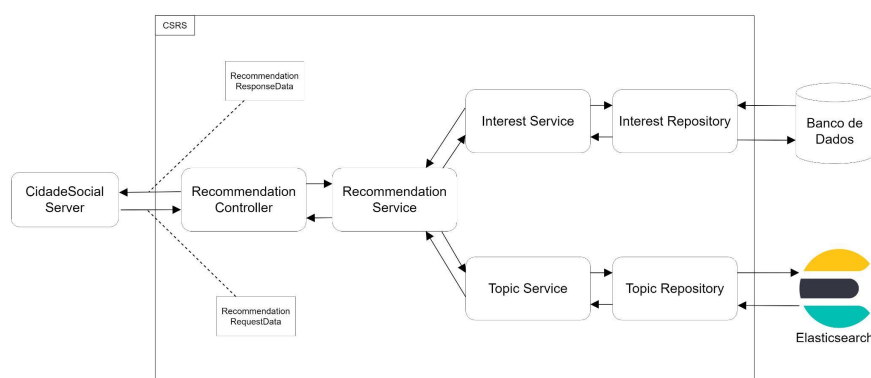 CSRS
Recommendation
ResponseData
Interest Service
Interest Repository
Banco de
Dados
CidadeSocial
Server
Recommendation
Controller
Recommendation
Service
Topic Service
Topic Repository
Recommendation
RequestData
Elasticsearch